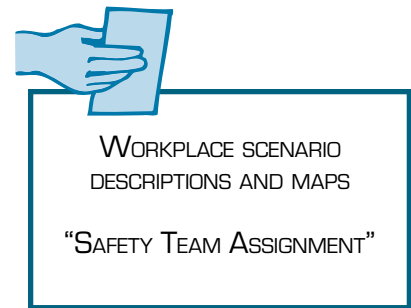 Workplace scenario
descriptions and maps
“Safety Team Assignment”